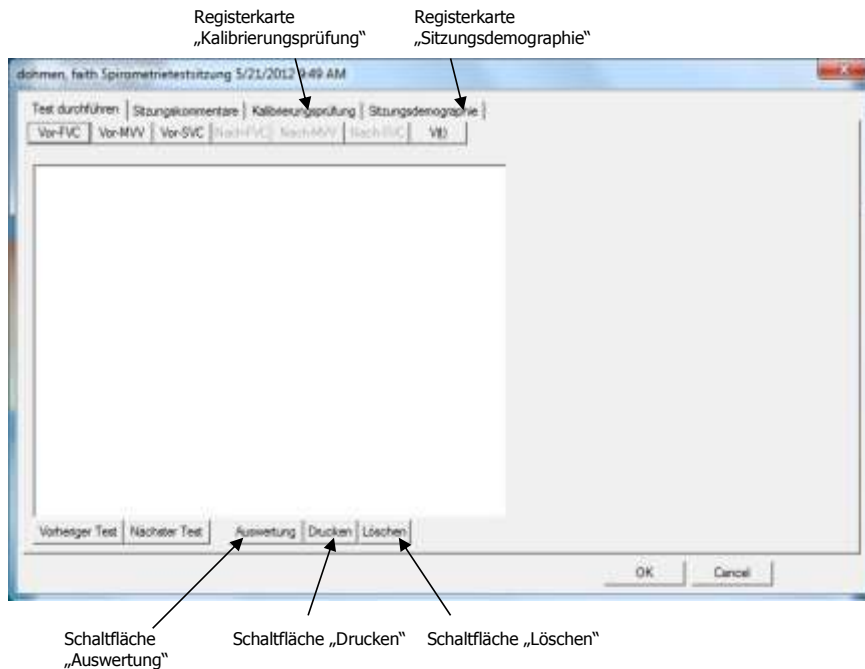 Registerkarte
„Kalibrierungsprüfung“
Registerkarte
„Sitzungsdemographie“
dohmen, faith Spirometrietestsitzung 5/21/2012 9:49 AM
Test durchführen Sitzungskommentare Kalibrierungsprüfung Sitzungsdemographie
Vor-FVC Vor-MVV Vor-SVC Nach-FVC Nach-MVV Nach-SVC V(t)
Vorheriger Test Nächster Test Auswertung Drucken Löschen
OK Cancel
Schaltfläche
„Auswertung“
Schaltfläche „Drucken“
Schaltfläche „Löschen“